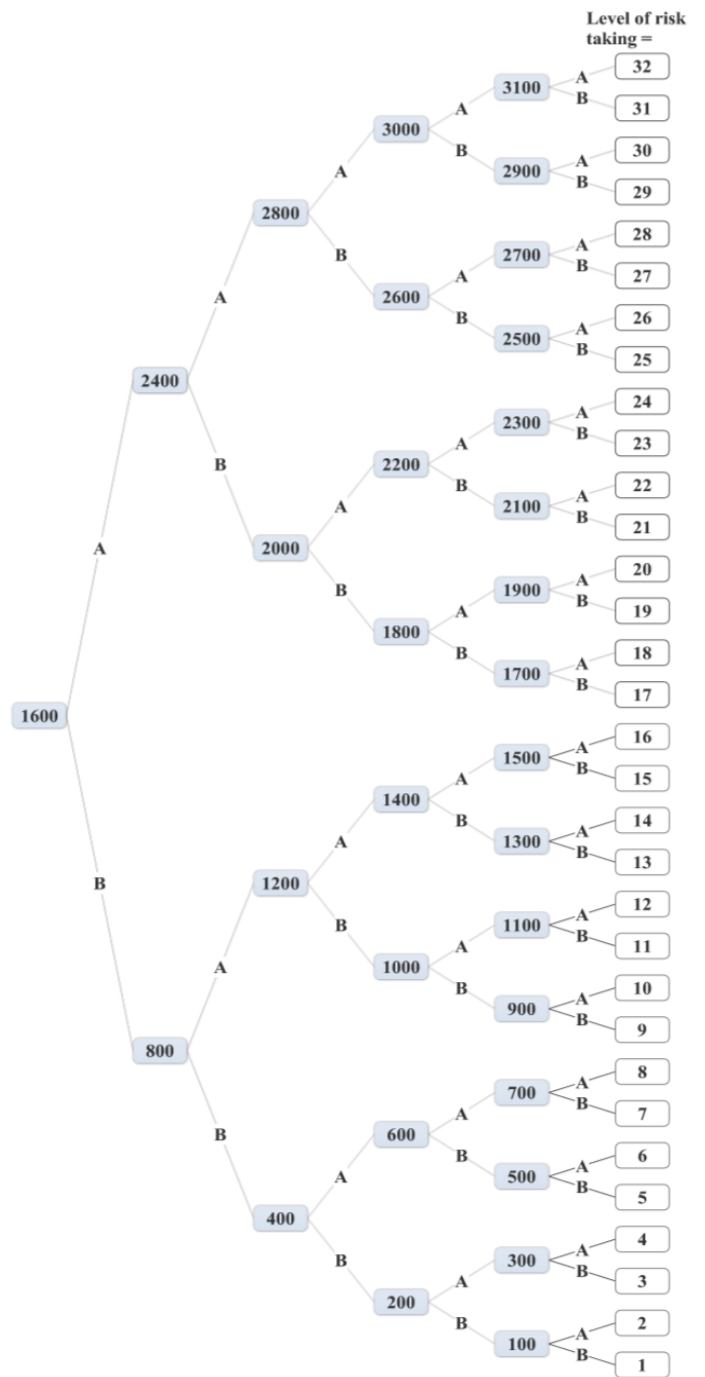 Level of risk
taking =
32
A
3100
B
31
A
3000
30
B
A
2900
B
29
A
2800
28
A
2700
B
B
27
A
2600
26
B
A
2500
B
25
A
2400
24
A
2300
B
B
23
A
2200
22
B
A
2100
B
21
A
2000
20
A
1900
B
B
19
A
1800
18
B
A
1700
B
17
A
1600
16
A
1500
B
B
15
A
1400
14
B
A
1300
B
13
A
1200
12
A
1100
B
B
11
A
1000
10
B
A
900
B
9
A
800
8
A
700
B
B
7
A
600
6
B
A
500
B
5
A
400
4
A
300
B
B
3
A
200
2
B
A
100
B
1